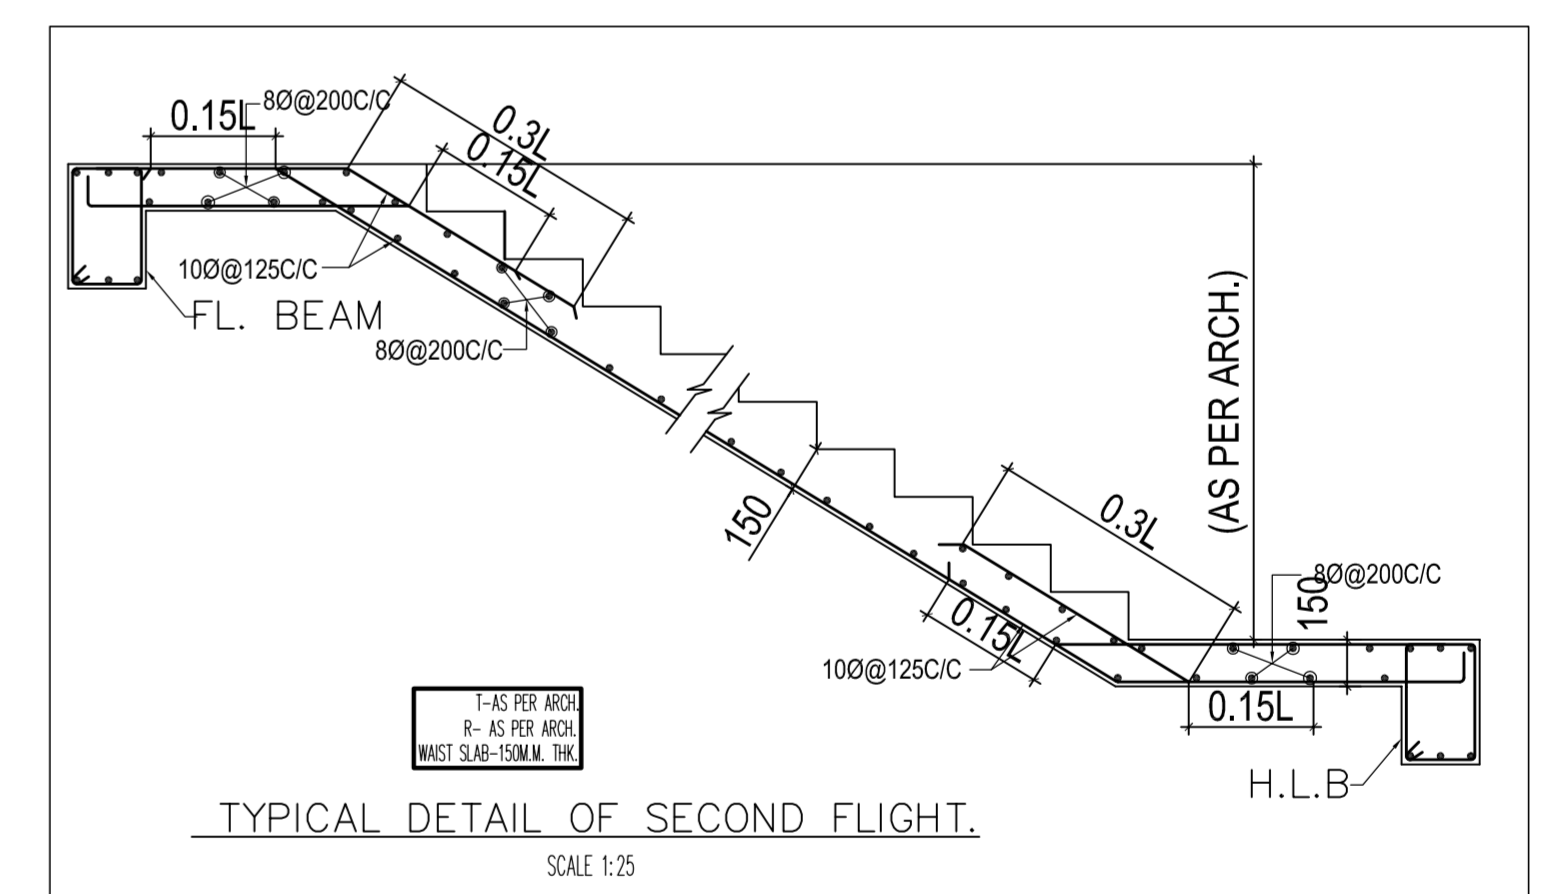 8Ø@200C/C
0.15L
0.3L
0.15L
10Ø@125C/C
FL. BEAM
8Ø@200C/C
(AS PER ARCH.)
150
0.3L
8Ø@200C/C
150
0.15L
10Ø@125C/C
0.15L
H.L.B
T-AS PER ARCH.
R- AS PER ARCH.
WAIST SLAB-150M.M. THK.
TYPICAL DETAIL OF SECOND FLIGHT.
SCALE 1:25